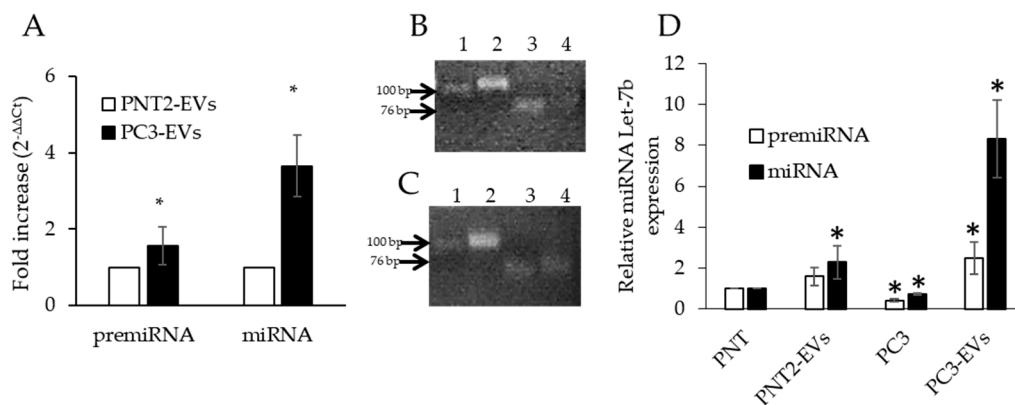 A
Fold increase (2-ΔΔCt)
6
4
2
0
PNT2-EVs
PC3-EVs
*
*
premiRNA
miRNA
B
1 2 3 4
100 bp
76 bp
C
1 2 3 4
100 bp
76 bp
D
Relative miRNA Let-7b
expression
12
10
8
6
4
2
0
premiRNA
miRNA
*
*
*
*
*
PNT
PNT2-EVs
PC3
PC3-EVs